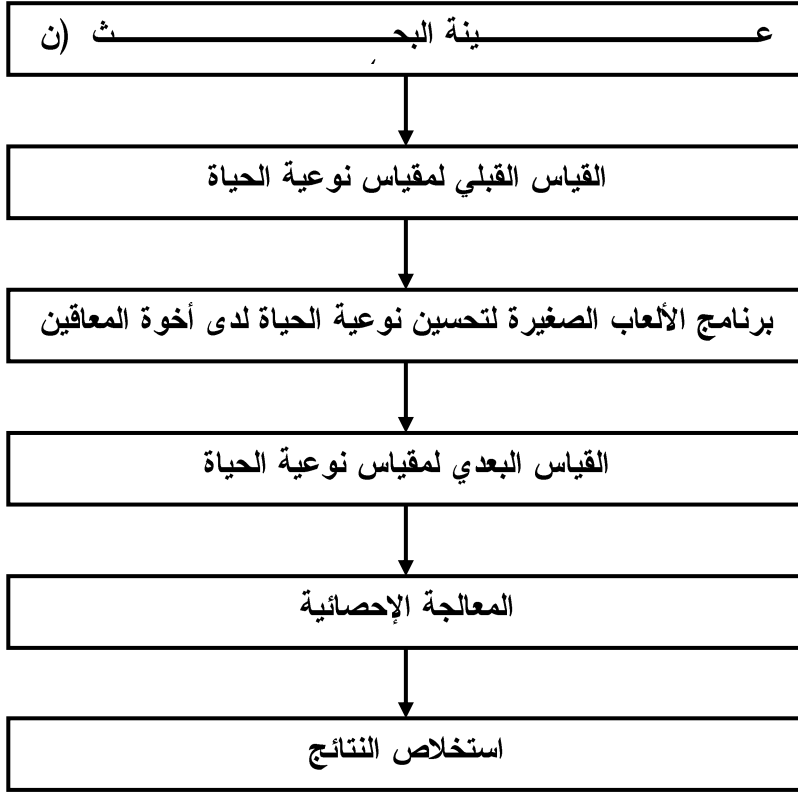 عينة البحث (ن
القياس القبلي لمقياس نوعية الحياة
برنامج الألعاب الصغيرة لتحسين نوعية الحياة لدى أخوة المعاقين
القياس البعدي لمقياس نوعية الحياة
المعالجة الإحصائية
استخلاص النتائج